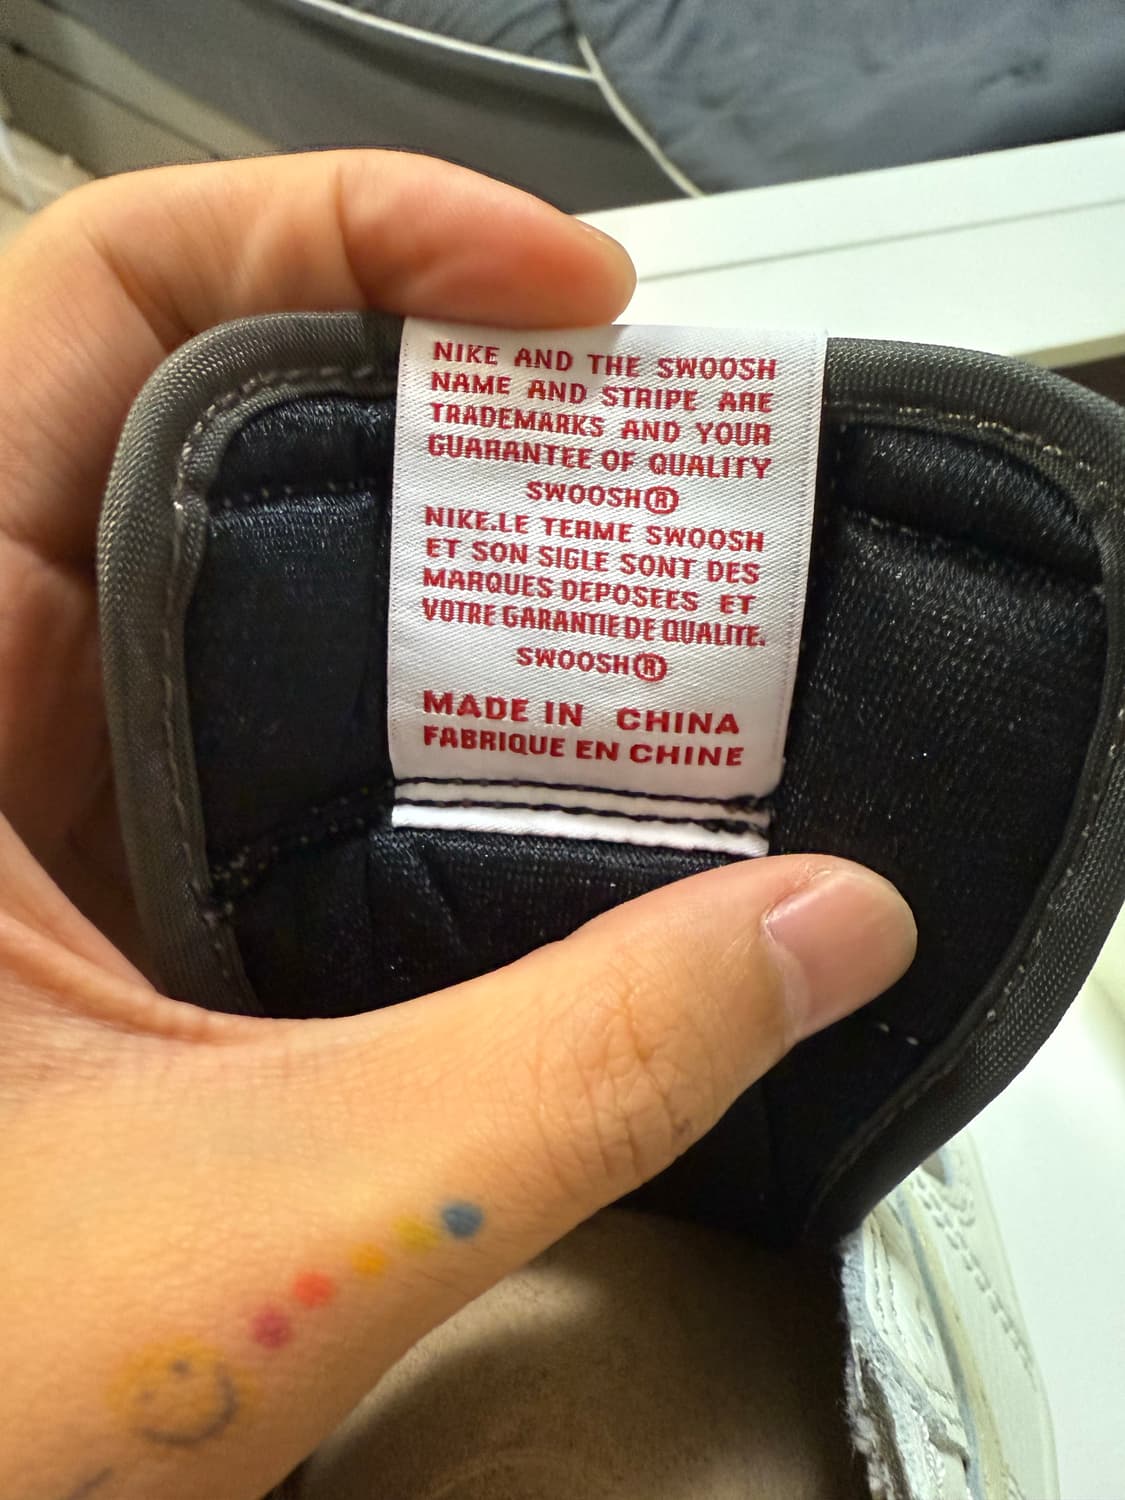 NIKE AND THE SWOOSH
NAME AND STRIPE ARE
TRADEMARKS AND YOUR
GUARANTEE OF QUALITY
SWOOSH®
NIKE.LE TERME SWOOSH
ET SON SIGLE SONT DES
MARQUES DEPOSEES ET
VOTRE GARANTIE DE QUALITE.
SWOOSH®
MADE IN CHINA
FABRIQUE EN CHINE